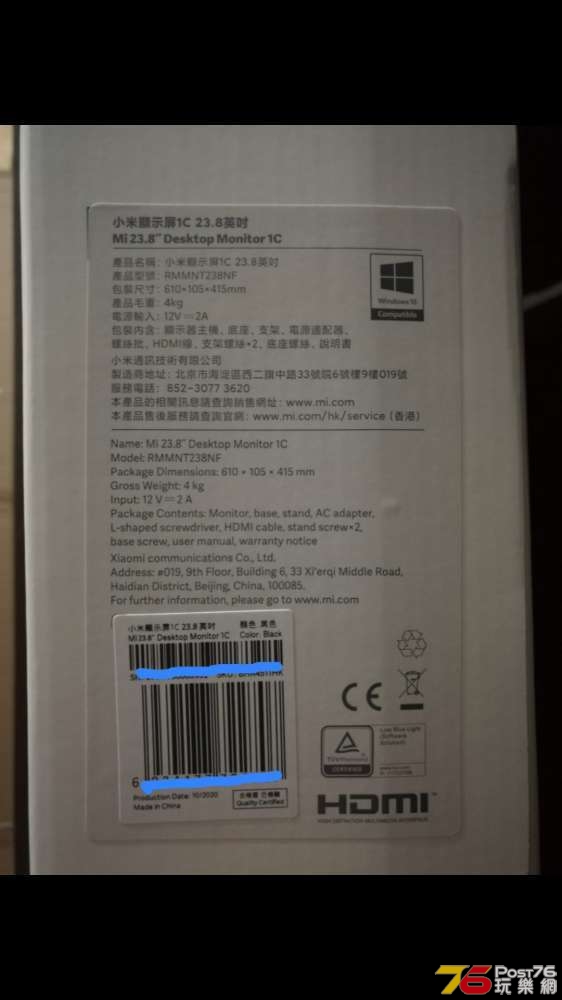 小米顯示屏1C 23.8英吋
Mi 23.8" Desktop Monitor 1C
產品名稱：小米顯示屏1C 23.8英吋
產品型號：RMMNT238NF
包裝尺寸：610×105×415mm
產品毛重：4kg
電源輸入：12V⎓2A
包裝內含：顯示器主機、底座、支架、電源適配器、
螺絲批、HDMI線、支架螺絲×2、底座螺絲、說明書
小米通訊技術有限公司
製造商地址：北京市海淀區西二旗中路33號院6號樓9樓019號
服務電話：852-3077 3620
本產品的相關訊息請查詢銷售網址：www.mi.com
本產品售後服務請查詢官網：www.mi.com/hk/service (香港)
Windows 10
Compatible
Name: Mi 23.8" Desktop Monitor 1C
Model: RMMNT238NF
Package Dimensions: 610 × 105 × 415 mm
Gross Weight: 4 kg
Input: 12 V⎓2 A
Package Contents: Monitor, base, stand, AC adapter,
L-shaped screwdriver, HDMI cable, stand screw×2,
base screw, user manual, warranty notice
Xiaomi communications Co., Ltd.
Address: #019, 9th Floor, Building 6, 33 Xi'erqi Middle Road,
Haidian District, Beijing, China, 100085.
For further information, please go to www.mi.com
小米顯示屏1C 23.8英吋 顏色 黑色
Mi 23.8" Desktop Monitor 1C Color Black
Production Date: 10/2020
Made in China
Quality Certified
CE
TÜVRheinland
CERTIFIED
Low Blue Light
(Software
Solution)
HDMI™
HIGH DEFINITION MULTIMEDIA INTERFACE
76 Post76
玩樂網